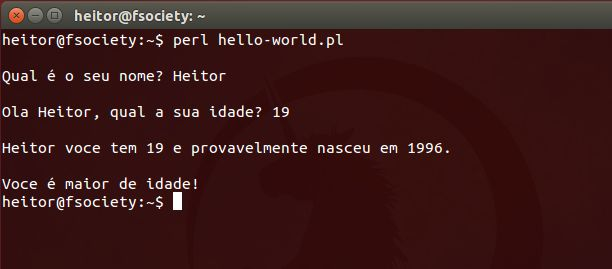 heitor@fsociety: ~
heitor@fsociety:~$ perl hello-world.pl
Qual é o seu nome? Heitor
Ola Heitor, qual a sua idade? 19
Heitor voce tem 19 e provavelmente nasceu em 1996.
Voce é maior de idade!
heitor@fsociety:~$